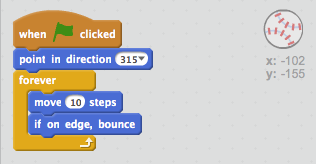 when clicked
point in direction 315
forever
move 10 steps
if on edge, bounce
x: -102
y: -155